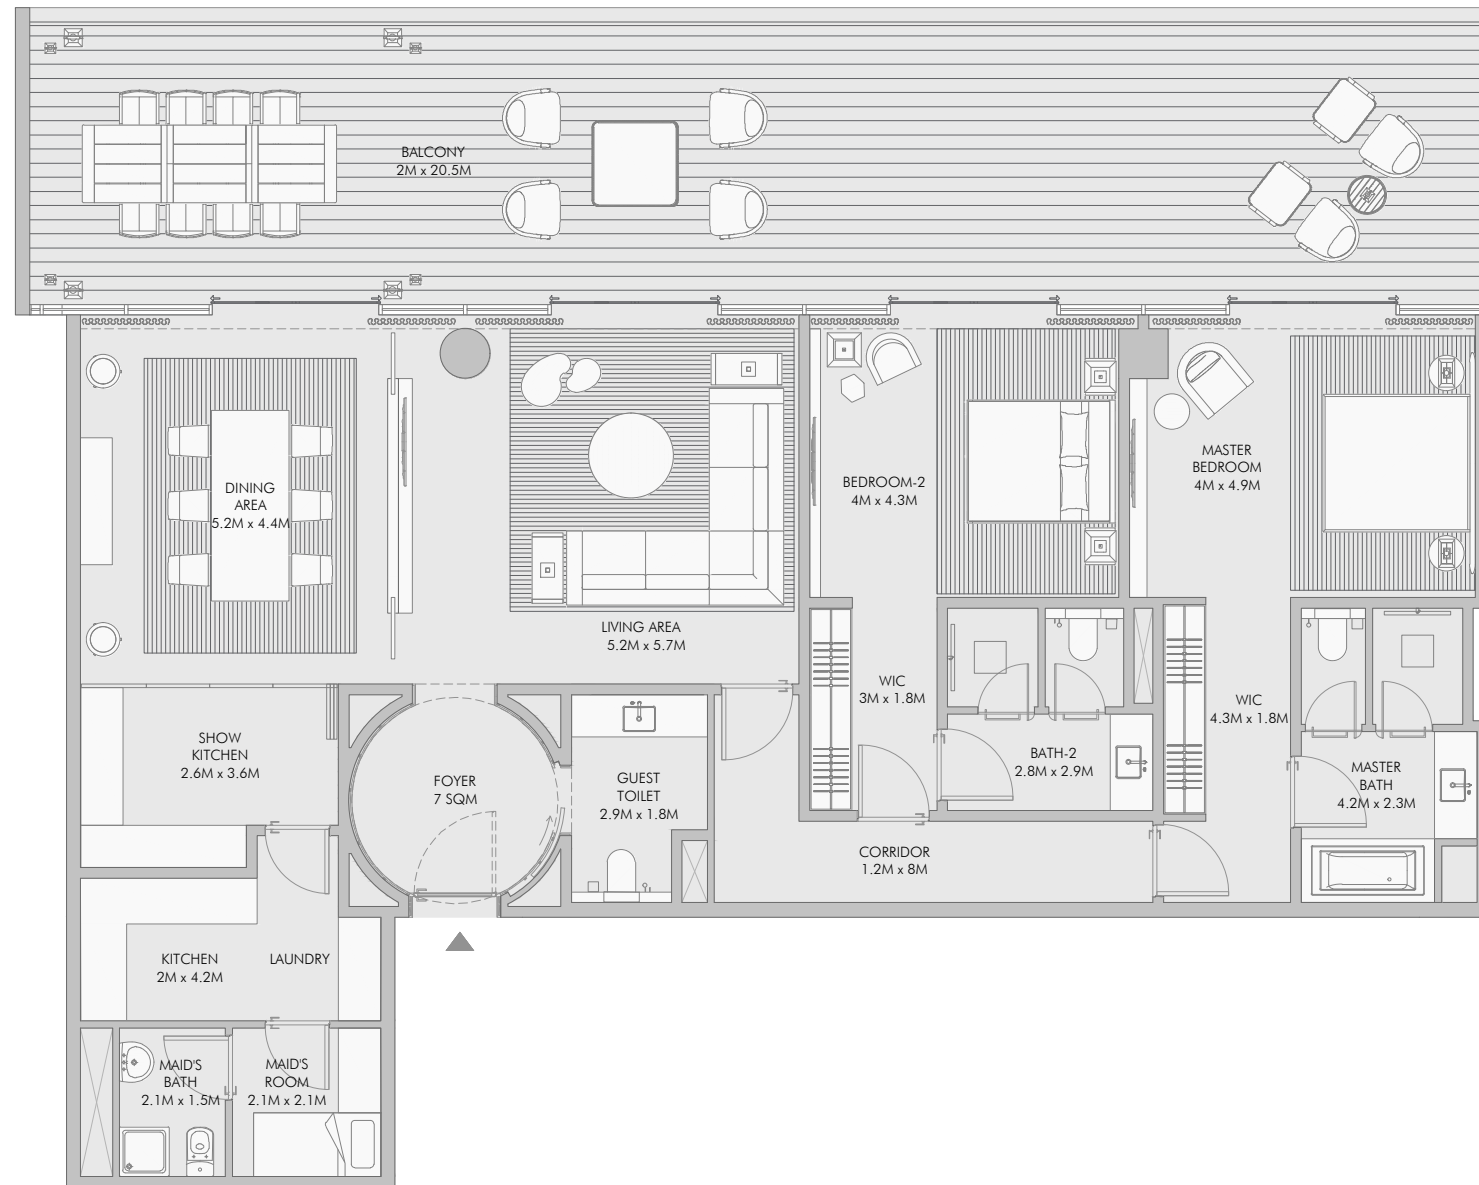 BALCONY
2M x 20.5M
DINING
AREA
5.2M x 4.4M
LIVING AREA
5.2M x 5.7M
BEDROOM-2
4M x 4.3M
MASTER
BEDROOM
4M x 4.9M
WIC
3M x 1.8M
WIC
4.3M x 1.8M
SHOW
KITCHEN
2.6M x 3.6M
FOYER
7 SQM
GUEST
TOILET
2.9M x 1.8M
BATH-2
2.8M x 2.9M
MASTER
BATH
4.2M x 2.3M
CORRIDOR
1.2M x 8M
KITCHEN
2M x 4.2M
LAUNDRY
MAID'S
BATH
2.1M x 1.5M
MAID'S
ROOM
2.1M x 2.1M